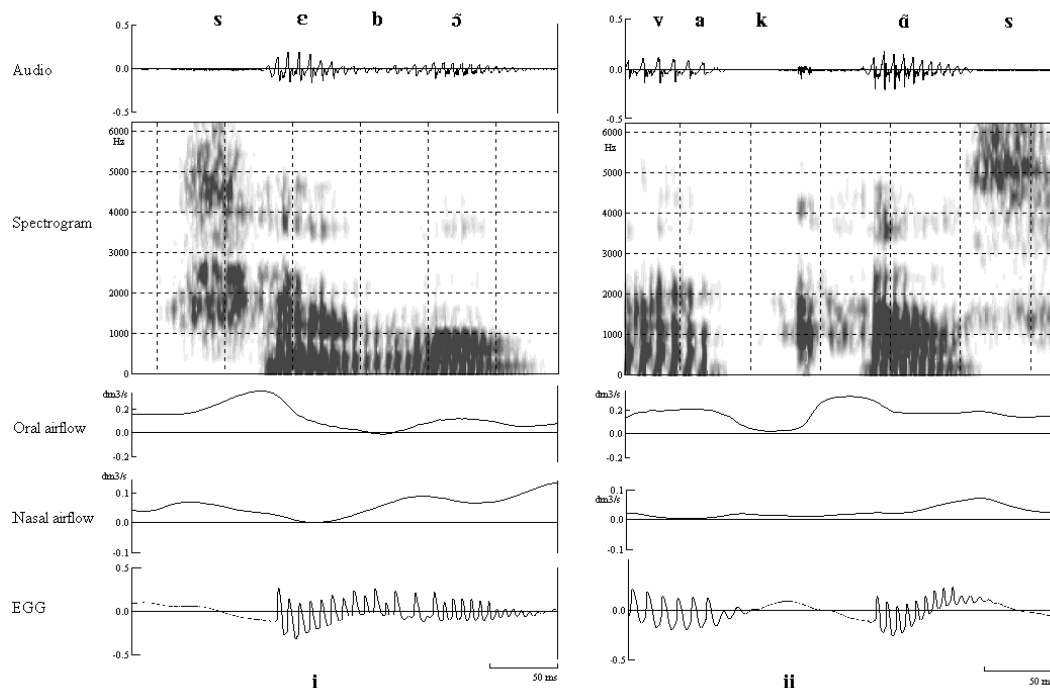 s ɛ b ɔ̃ v a k ɑ̃ s
Audio 0.5 0.0 -0.5 0.5 0.0 -0.5
6000 Hz 5000 4000 3000 2000 1000 0
Spectrogram
6000 Hz 5000 4000 3000 2000 1000 0
Oral airflow dm3/s 0.2 0.0 -0.2 dm3/s 0.2 0.0 -0.2
Nasal airflow dm3/s 0.1 0.0 -0.1 dm3/s 0.1 0.0 -0.1
EGG 0.5 0.0 -0.5 0.5 0.0 -0.5
50 ms 50 ms
i ii